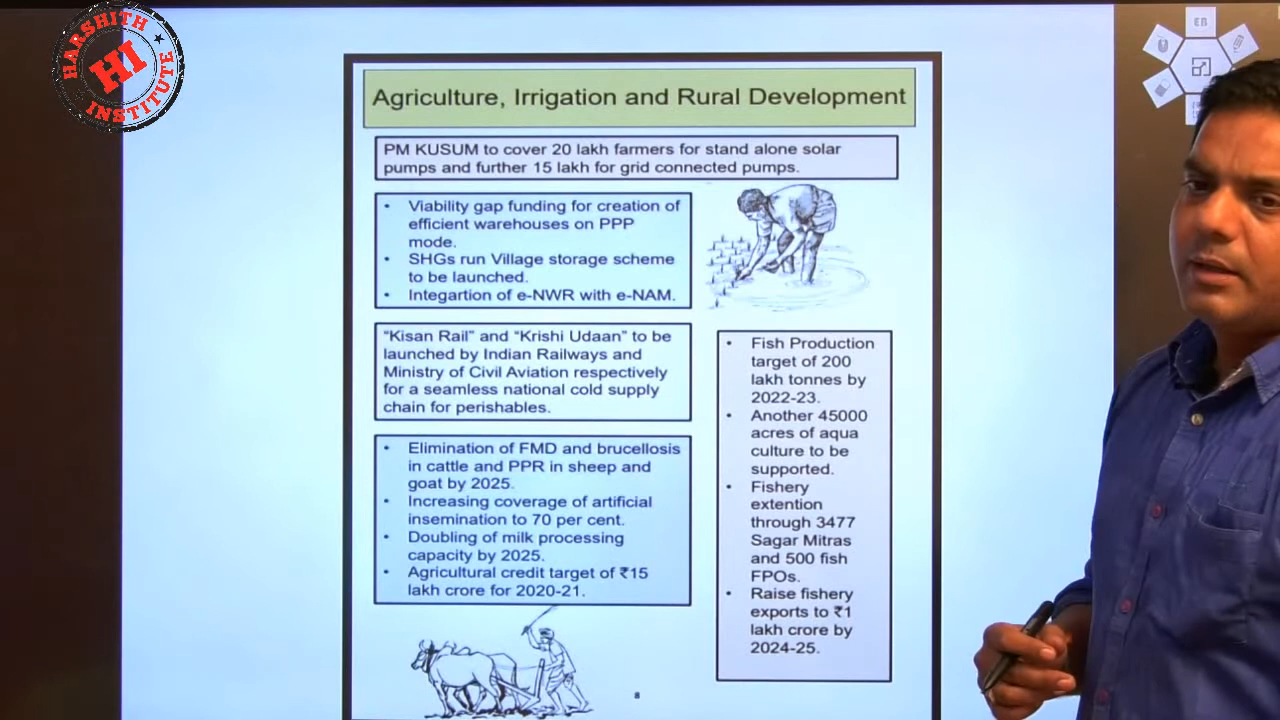 HARSHITH
HI
INSTITUTE
EB
Agriculture, Irrigation and Rural Development
PM KUSUM to cover 20 lakh farmers for stand alone solar
pumps and further 15 lakh for grid connected pumps.
• Viability gap funding for creation of
efficient warehouses on PPP
mode.
• SHGs run Village storage scheme
to be launched.
• Integartion of e-NWR with e-NAM.
“Kisan Rail” and “Krishi Udaan” to be
launched by Indian Railways and
Ministry of Civil Aviation respectively
for a seamless national cold supply
chain for perishables.
• Elimination of FMD and brucellosis
in cattle and PPR in sheep and
goat by 2025.
• Increasing coverage of artificial
insemination to 70 per cent.
• Doubling of milk processing
capacity by 2025.
• Agricultural credit target of ₹15
lakh crore for 2020-21.
• Fish Production
target of 200
lakh tonnes by
2022-23.
• Another 45000
acres of aqua
culture to be
supported.
• Fishery
extention
through 3477
Sagar Mitras
and 500 fish
FPOs.
• Raise fishery
exports to ₹1
lakh crore by
2024-25.
8